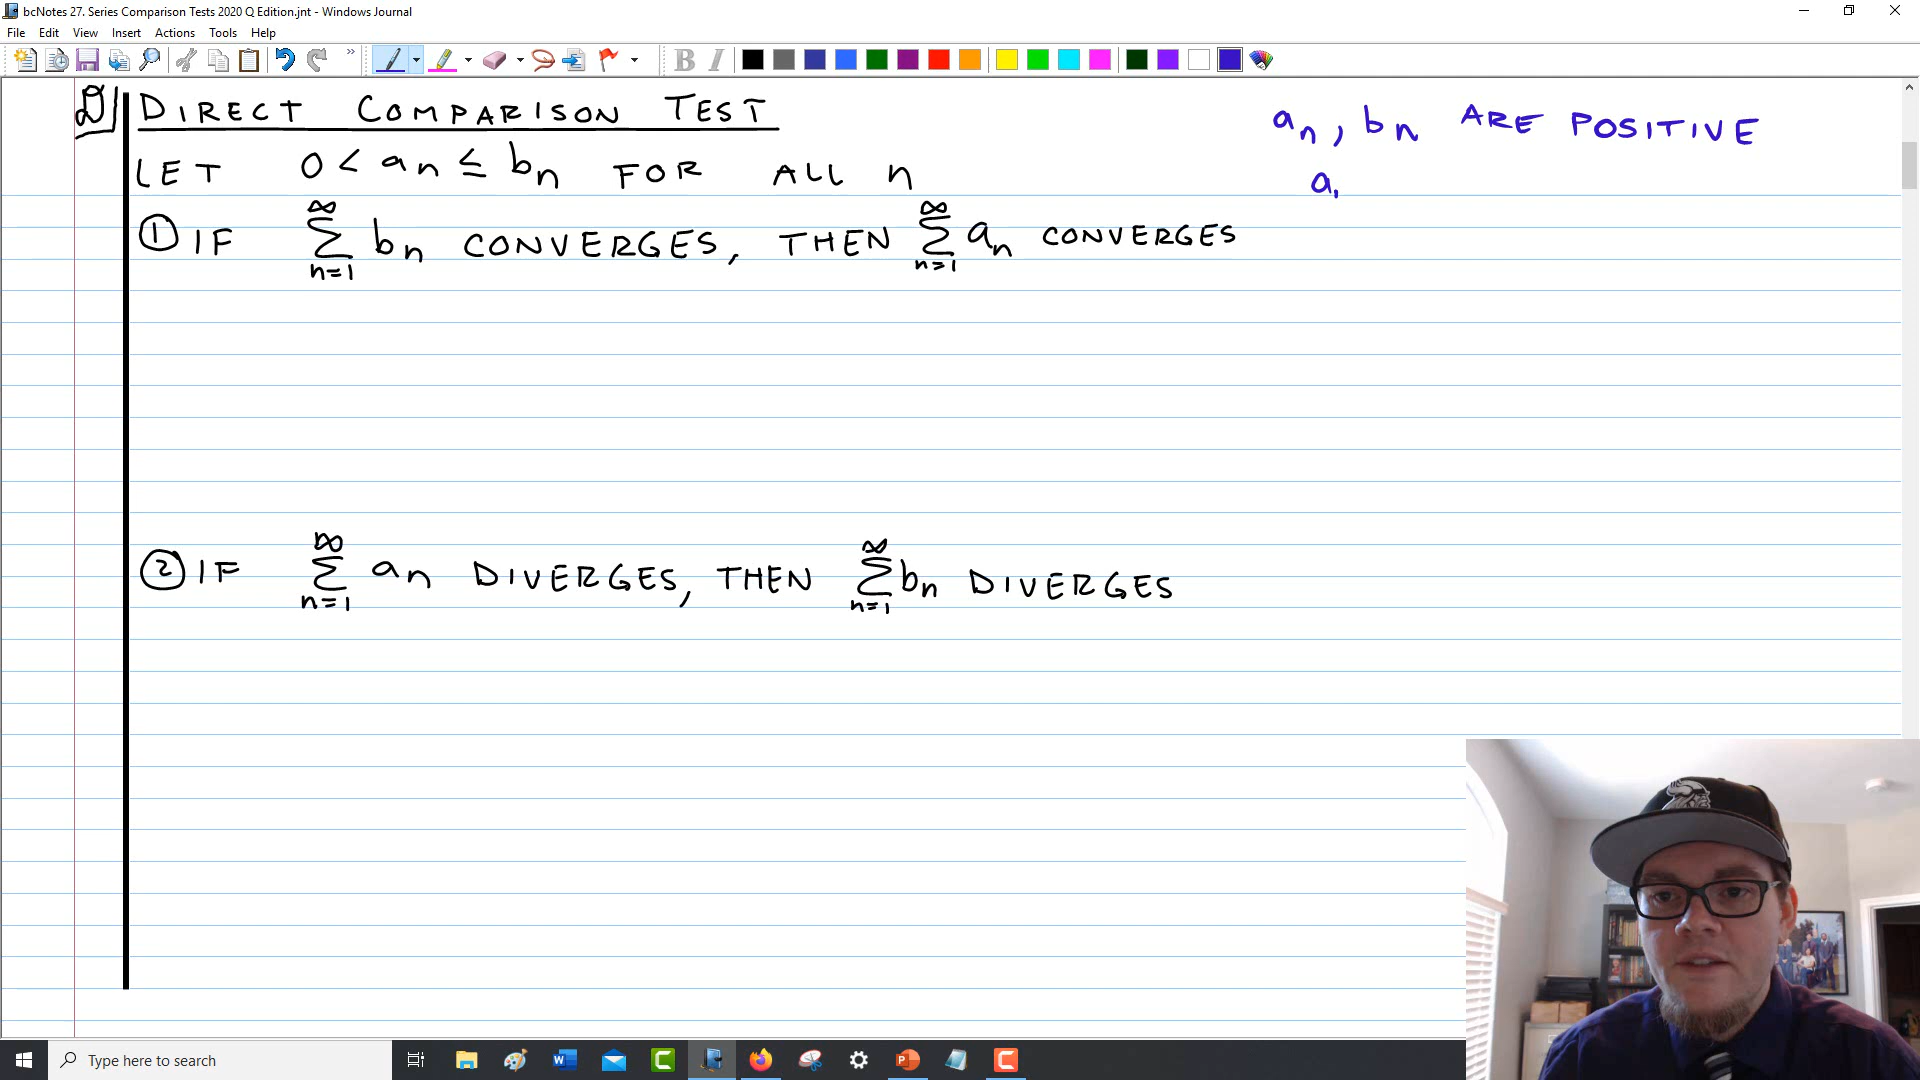 bcNotes 27. Series Comparison Tests 2020 Q Edition.jnt - Windows Journal
File Edit View Insert Actions Tools Help
B I
D DIRECT COMPARISON TEST
aₙ, bₙ ARE POSITIVE
LET 0 < aₙ ≤ bₙ FOR ALL n
a
① IF ∞ ∑ n=1 bₙ CONVERGES, THEN ∞ ∑ n=1 aₙ CONVERGES
② IF ∞ ∑ n=1 aₙ DIVERGES, THEN ∞ ∑ n=1 bₙ DIVERGES
Type here to search